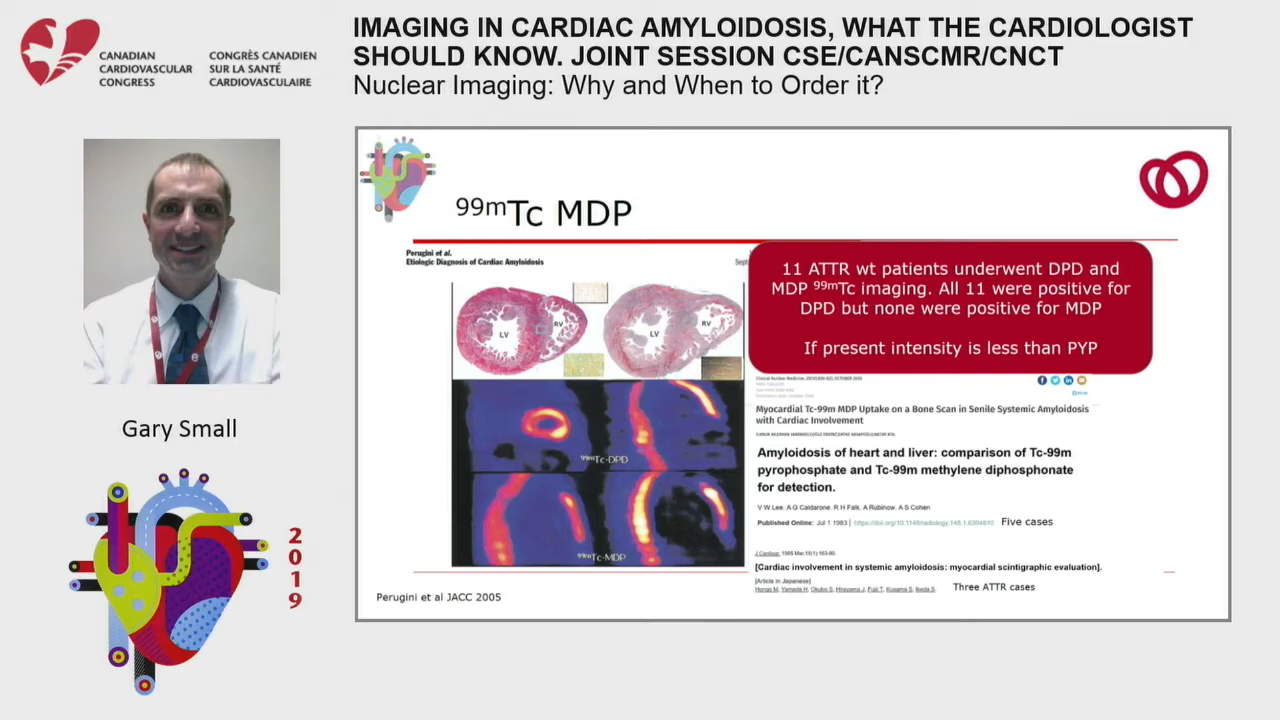 IMAGING IN CARDIAC AMYLOIDOSIS, WHAT THE CARDIOLOGIST
SHOULD KNOW. JOINT SESSION CSE/CANSCMR/CNCT
Nuclear Imaging: Why and When to Order it?
CANADIAN
CARDIOVASCULAR
CONGRESS
CONGRÈS CANADIEN
SUR LA SANTÉ
CARDIOVASCULAIRE
Gary Small
2019
99mTc MDP
Perugini et al.
Etiologic Diagnosis of Cardiac Amyloidosis
Sept
11 ATTR wt patients underwent DPD and
MDP 99mTc imaging. All 11 were positive for
DPD but none were positive for MDP
If present intensity is less than PYP
LV
RV
LV
RV
99mTc-DPD
99mTc-MDP
Myocardial Tc-99m MDP Uptake on a Bone Scan in Senile Systemic Amyloidosis
with Cardiac Involvement
Amyloidosis of heart and liver: comparison of Tc-99m
pyrophosphate and Tc-99m methylene diphosphonate
for detection.
V W Lee, A G Caldarone, R H Falk, A Rubinow, A S Cohen
Published Online: Jul 1 1983 | Five cases
[Cardiac involvement in systemic amyloidosis: myocardial scintigraphic evaluation].
[Article in Japanese]
Three ATTR cases
Perugini et al JACC 2005